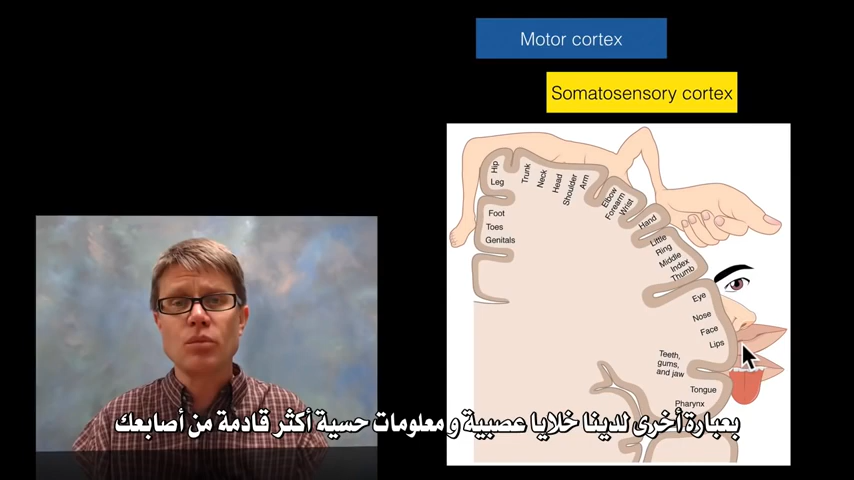 Motor cortex
Somatosensory cortex
Hip
Leg
Foot
Toes
Genitals
Trunk
Neck
Head
Shoulder
Arm
Elbow
Forearm
Wrist
Hand
Little
Ring
Middle
Index
Thumb
Eye
Nose
Face
Lips
Teeth,
gums,
and jaw
Tongue
Pharynx
بعبارة أخرى لدينا خلايا عصبية و معلومات حسية أكثر قادمة من أصابعك